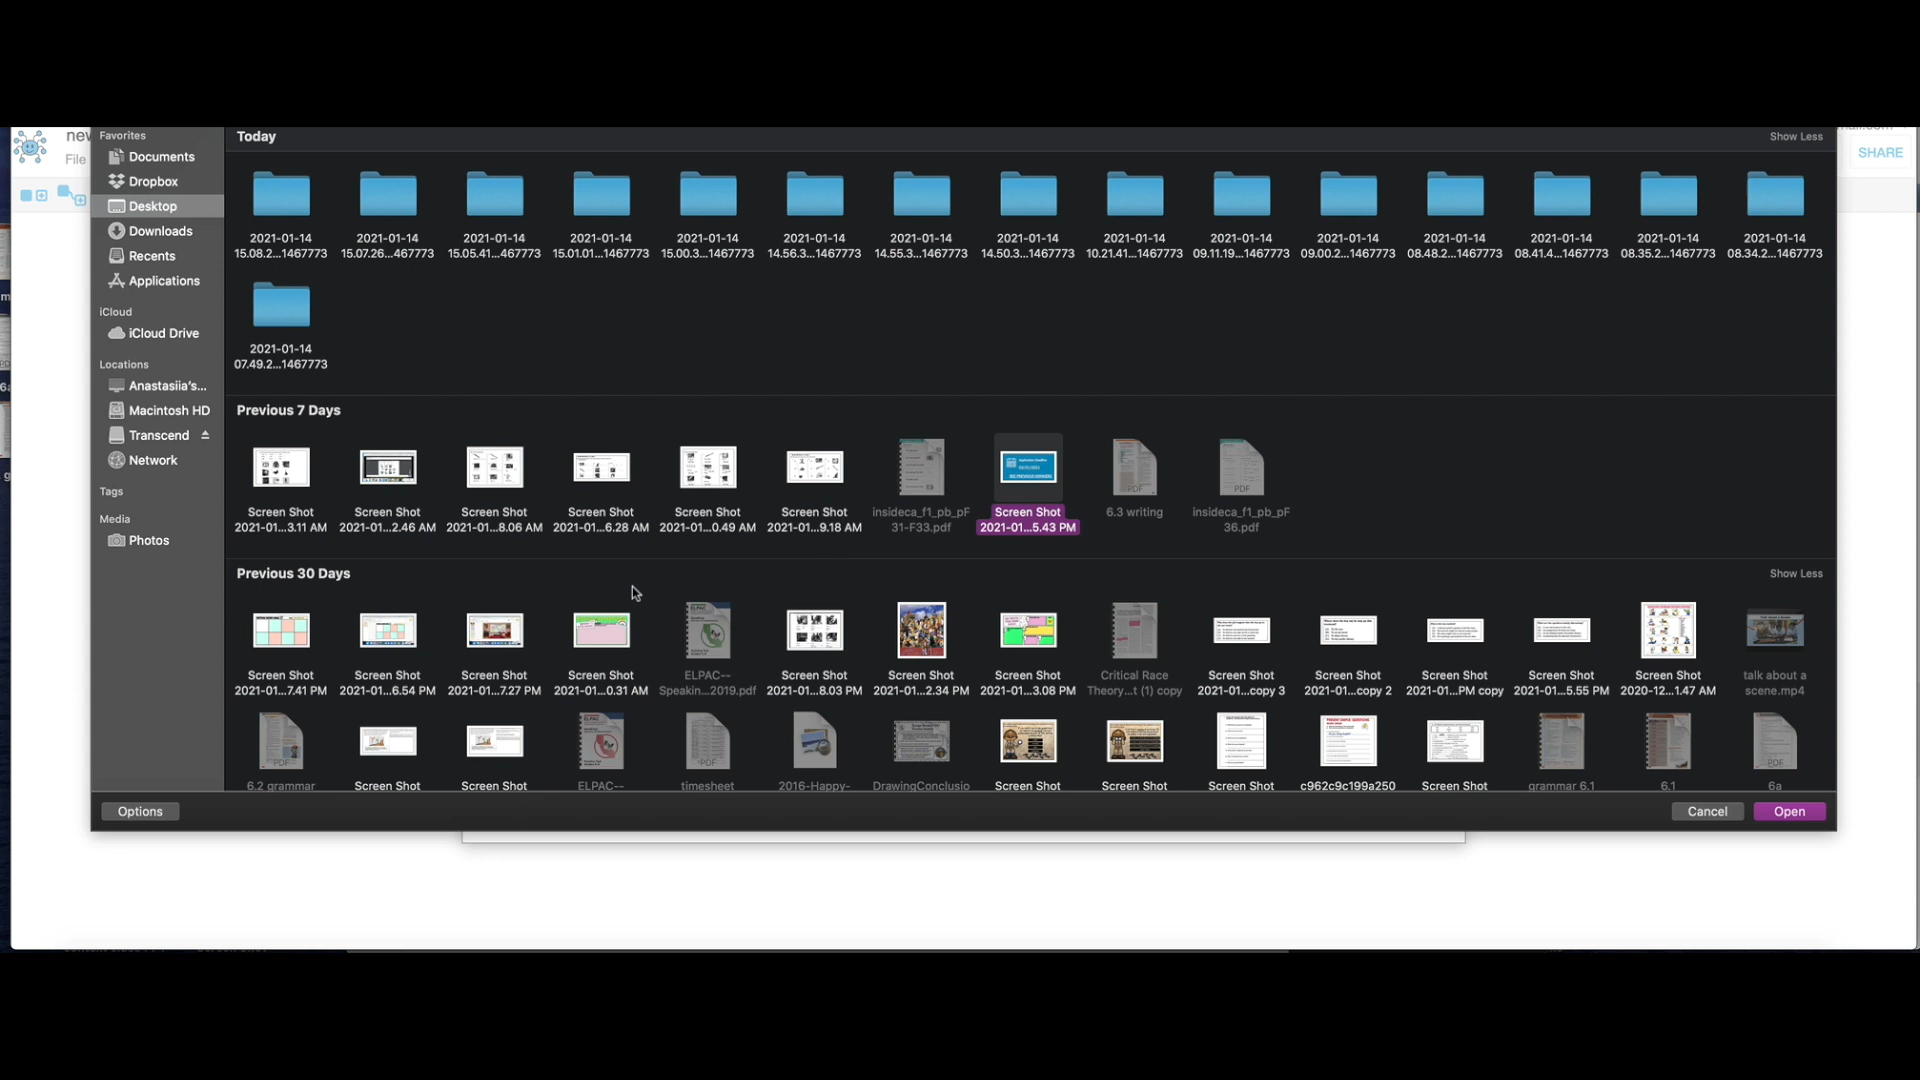 new
File
SHARE
Favorites
Documents
Dropbox
Desktop
Downloads
Recents
Applications
iCloud
iCloud Drive
Locations
Anastasiia's...
Macintosh HD
Transcend
Network
Tags
Media
Photos
Today
Show Less
2021-01-14
15.08.2...1467773
2021-01-14
15.07.26...467773
2021-01-14
15.05.41...467773
2021-01-14
15.01.01...1467773
2021-01-14
15.00.3...1467773
2021-01-14
14.56.3...1467773
2021-01-14
14.55.3...1467773
2021-01-14
14.50.3...1467773
2021-01-14
10.21.41...1467773
2021-01-14
09.11.19...1467773
2021-01-14
09.00.2...1467773
2021-01-14
08.48.2...1467773
2021-01-14
08.41.4...1467773
2021-01-14
08.35.2...1467773
2021-01-14
08.34.2...1467773
2021-01-14
07.49.2...1467773
Previous 7 Days
Screen Shot
2021-01...3.11 AM
Screen Shot
2021-01...2.46 AM
Screen Shot
2021-01...8.06 AM
Screen Shot
2021-01...6.28 AM
Screen Shot
2021-01...0.49 AM
Screen Shot
2021-01...9.18 AM
insideca_f1_pb_pF
31-F33.pdf
Screen Shot
2021-01...5.43 PM
PDF
6.3 writing
PDF
insideca_f1_pb_pF
36.pdf
Previous 30 Days
Show Less
Screen Shot
2021-01...7.41 PM
Screen Shot
2021-01...6.54 PM
Screen Shot
2021-01...7.27 PM
Screen Shot
2021-01...0.31 AM
ELPAC--
Speakin...2019.pdf
Screen Shot
2021-01...8.03 PM
Screen Shot
2021-01...2.34 PM
Screen Shot
2021-01...3.08 PM
Critical Race
Theory...t (1) copy
Screen Shot
2021-01...copy 3
Screen Shot
2021-01...copy 2
Screen Shot
2021-01...PM copy
Screen Shot
2021-01...5.55 PM
Screen Shot
2020-12...1.47 AM
talk about a
scene.mp4
PDF
6.2 grammar
Screen Shot
Screen Shot
ELPAC--
PDF
timesheet
2016-Happy-
DrawingConclusio
Screen Shot
Screen Shot
Screen Shot
c962c9c199a250
Screen Shot
grammar 6.1
6.1
PDF
6a
Options
Cancel
Open